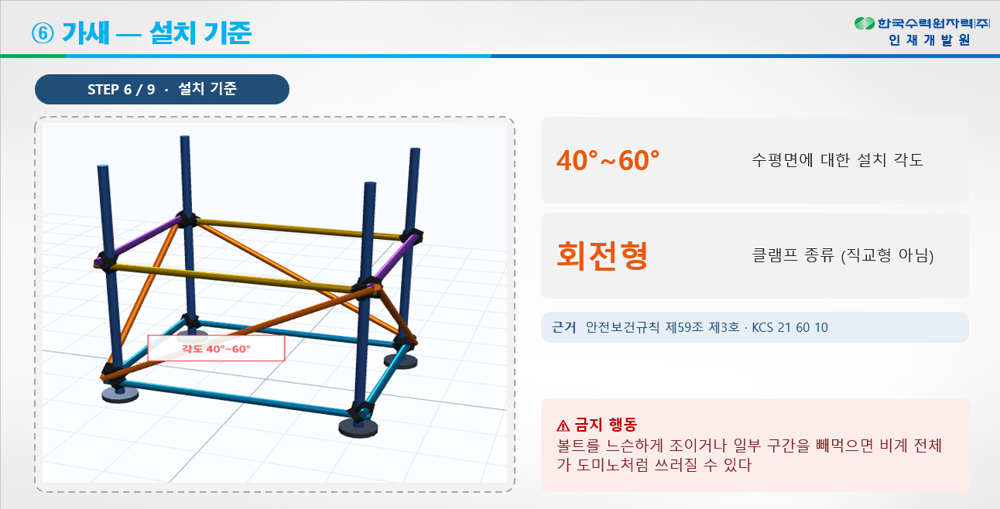 ⑥ 가새 — 설치 기준
한국수력원자력㈜
인재개발원
STEP 6 / 9 · 설치 기준
각도 40°~60°
40°~60°
수평면에 대한 설치 각도
회전형
클램프 종류 (직교형 아님)
근거 안전보건규칙 제59조 제3호 · KCS 21 60 10
⚠ 금지 행동
볼트를 느슨하게 조이거나 일부 구간을 빼먹으면 비계 전체
가 도미노처럼 쓰러질 수 있다